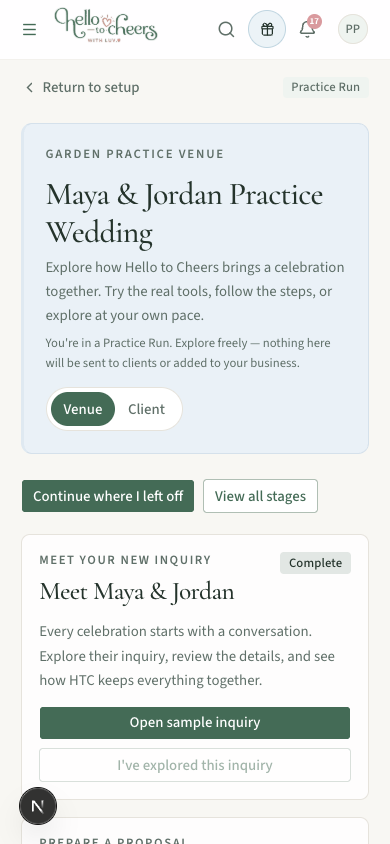 hello
to
cheers
WITH LUVJE
17
PP
Return to setup
Practice Run
GARDEN PRACTICE VENUE
Maya & Jordan Practice
Wedding
Explore how Hello to Cheers brings a celebration
together. Try the real tools, follow the steps, or
explore at your own pace.
You're in a Practice Run. Explore freely — nothing here
will be sent to clients or added to your business.
Venue
Client
Continue where I left off
View all stages
MEET YOUR NEW INQUIRY
Complete
Meet Maya & Jordan
Every celebration starts with a conversation.
Explore their inquiry, review the details, and see
how HTC keeps everything together.
Open sample inquiry
I've explored this inquiry
N
PREPARE A PROPOSAL